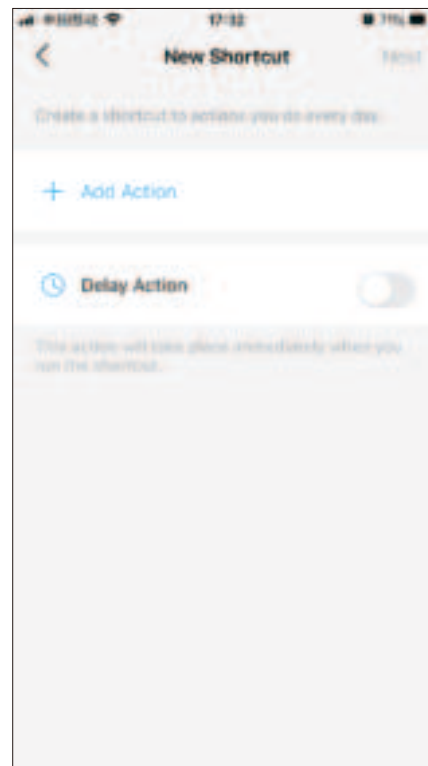 17:32
New Shortcut
Next
Create a shortcut to actions you do every day.
+ Add Action
Delay Action
This action will take place immediately when you
run the shortcut.